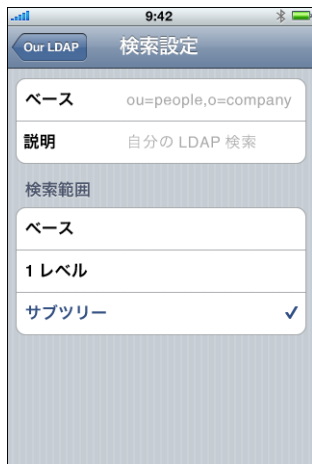 9:42
Our LDAP 検索設定
ベース ou=people,o=company
説明 自分の LDAP 検索
検索範囲
ベース
1 レベル
サブツリー